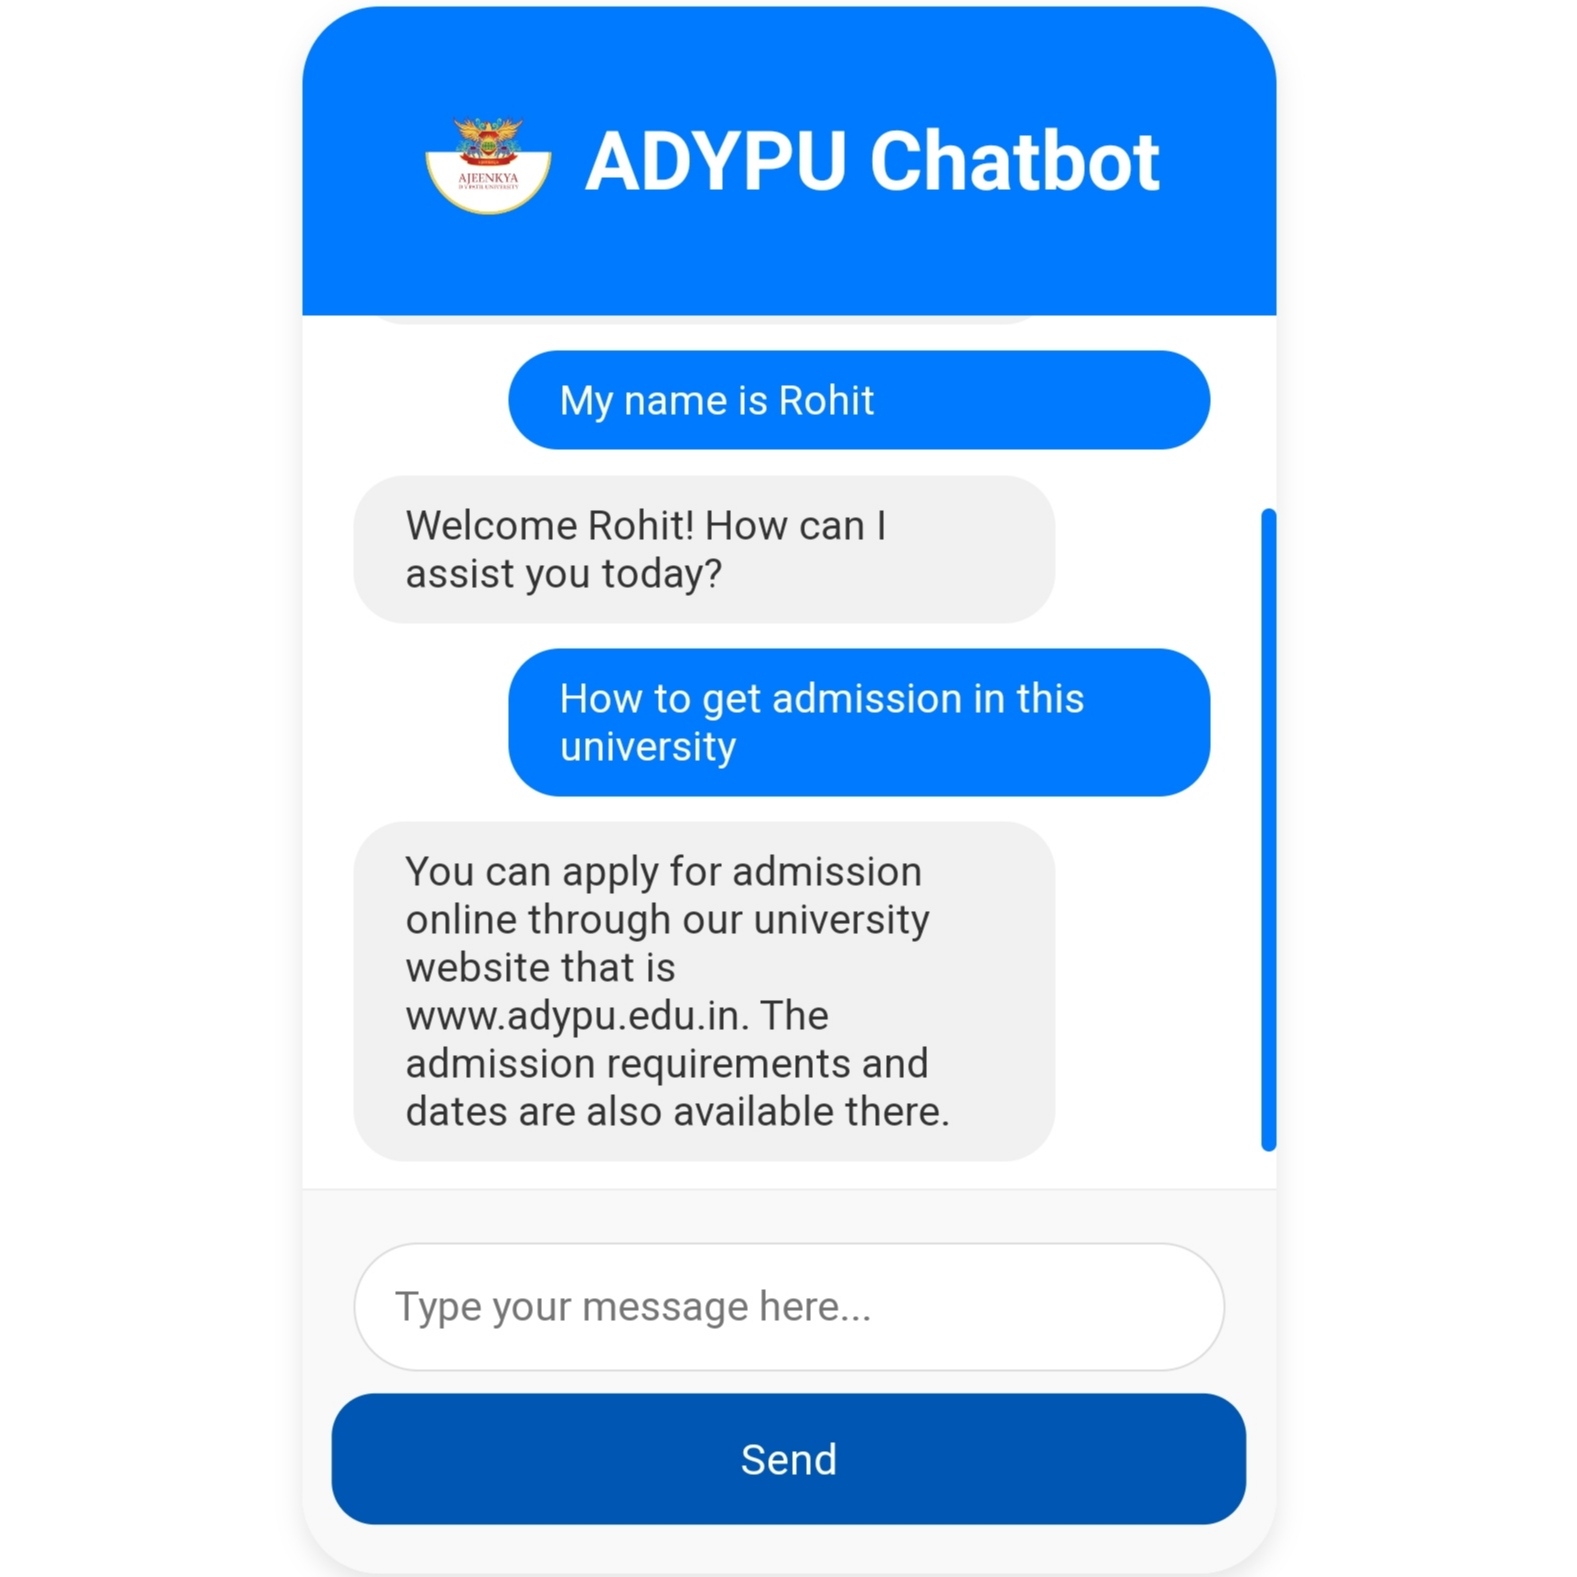 ADYPU Chatbot
AJEENKYA
D Y PATIL UNIVERSITY
My name is Rohit
Welcome Rohit! How can I
assist you today?
How to get admission in this
university
You can apply for admission
online through our university
website that is
www.adypu.edu.in. The
admission requirements and
dates are also available there.
Type your message here...
Send